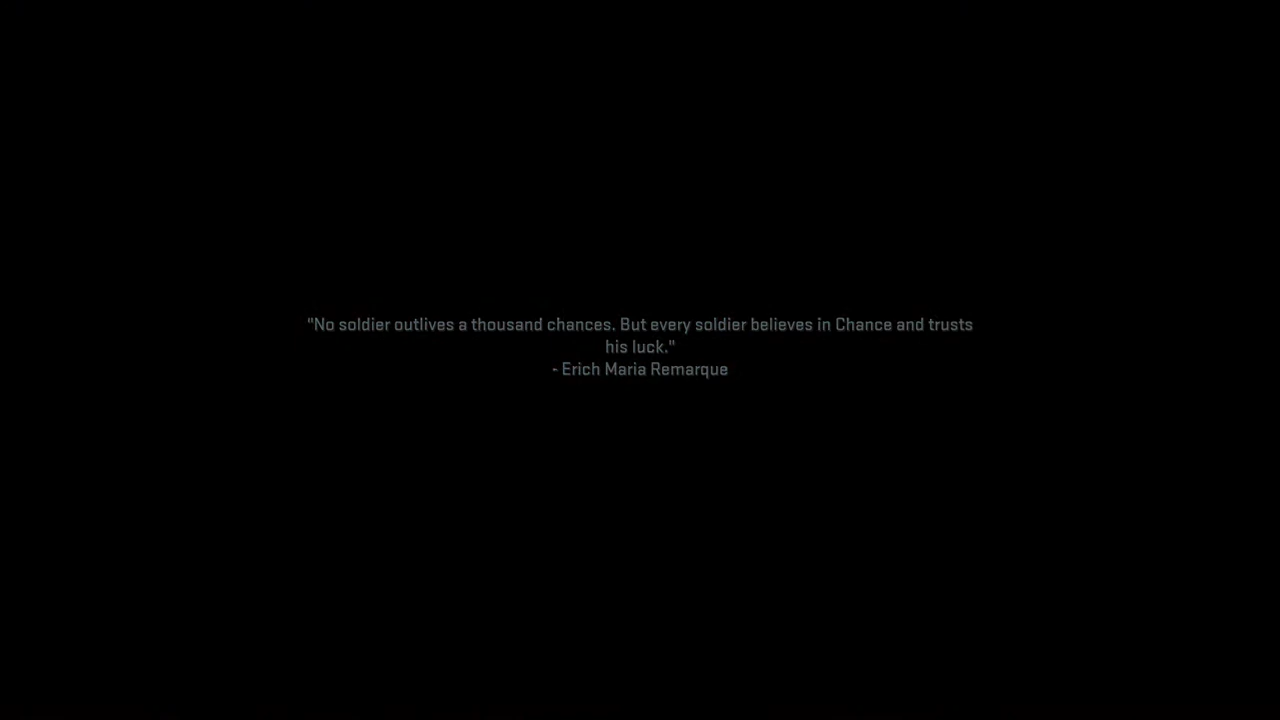 "No soldier outlives a thousand chances. But every soldier believes in Chance and trusts
his luck."
- Erich Maria Remarque